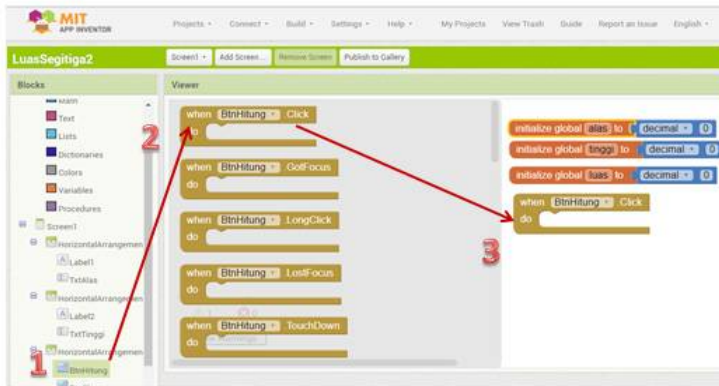 MIT
APP INVENTOR
Projects Connect Build Settings Help My Projects View Trash Guide Report an Issue English
LuasSegitiga2
Screen1 Add Screen ... Remove Screen Publish to Gallery
Blocks
Viewer
Math
Text
Lists
Dictionaries
Colors
Variables
Procedures
Screen1
HorizontalArrangemen
Label1
TxtAlas
HorizontalArrangemen
Label2
TxtTinggi
HorizontalArrangemen
BtnHitung
1
2
when BtnHitung .Click
do
when BtnHitung .GotFocus
do
when BtnHitung .LongClick
do
when BtnHitung .LostFocus
do
when BtnHitung .TouchDown
do
initialize global alas to decimal 0
initialize global tinggi to decimal 0
initialize global luas to decimal 0
when BtnHitung .Click
do
3